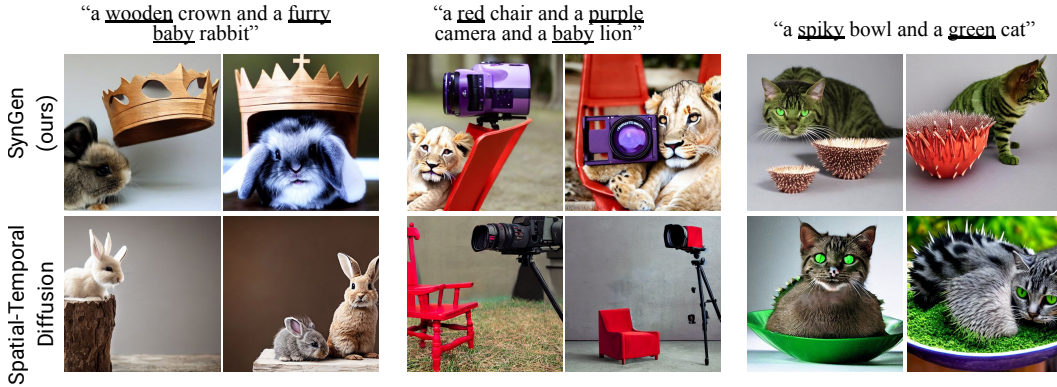 “a wooden crown and a furry
baby rabbit”
“a red chair and a purple
camera and a baby lion”
“a spiky bowl and a green cat”
SynGen
(ours)
Spatial-Temporal
Diffusion